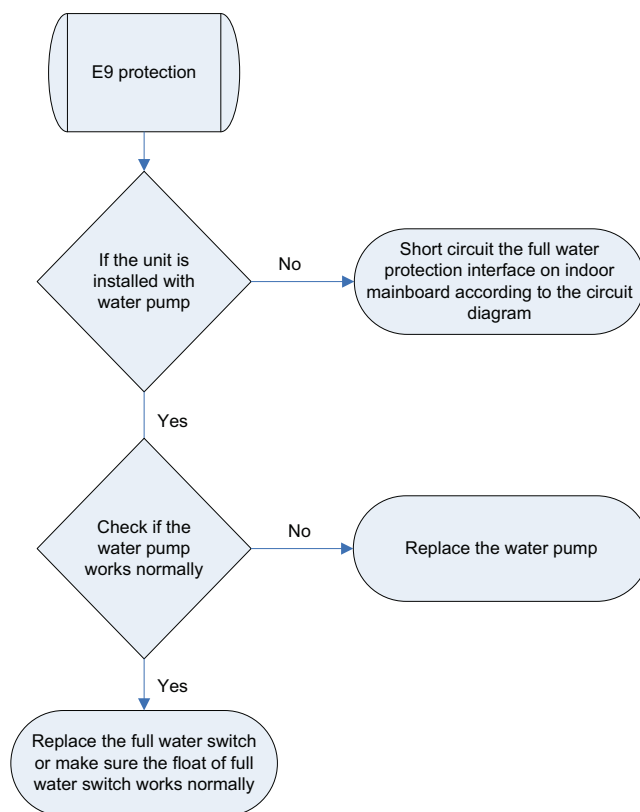 E9 protection
If the unit is
installed with
water pump
No
Short circuit the full water
protection interface on indoor
mainboard according to the circuit
diagram
Yes
Check if the
water pump
works normally
No
Replace the water pump
Yes
Replace the full water switch
or make sure the float of full
water switch works normally